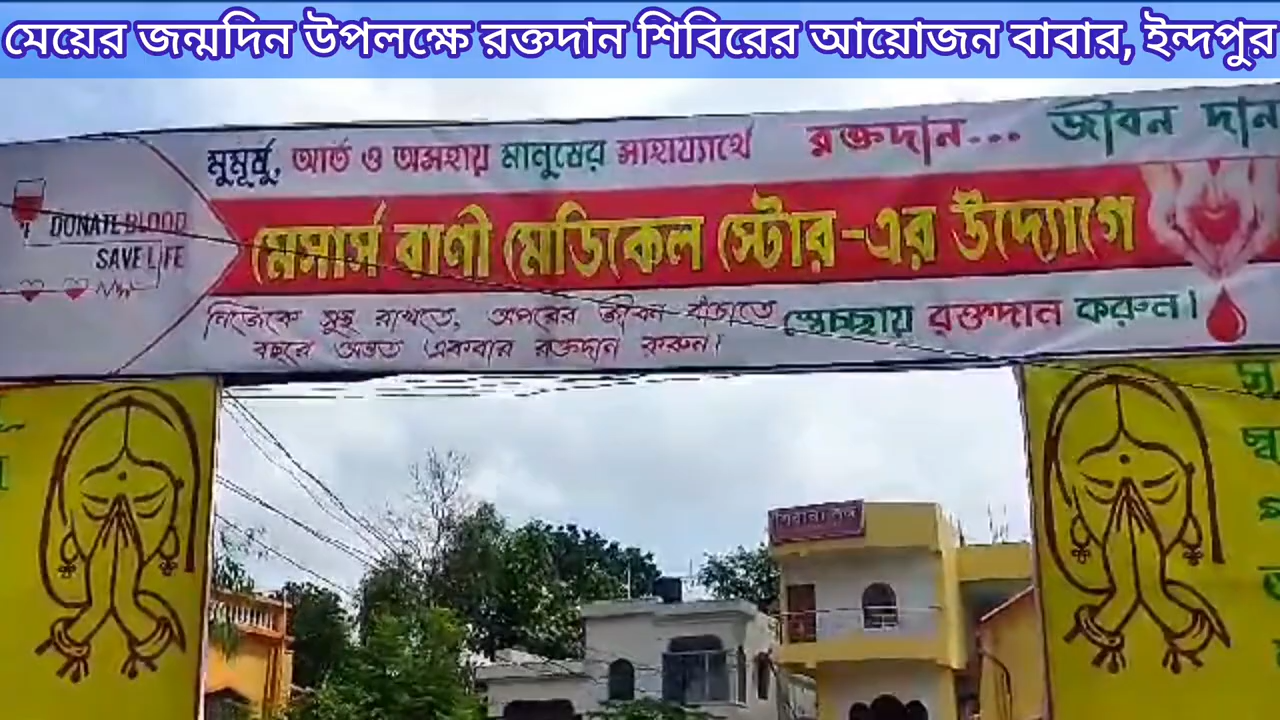 মেয়ের জন্মদিন উপলক্ষে রক্তদান শিবিরের আয়োজন বাবার, ইন্দপুর
মুমূর্ষু, আর্ত ও অসহায় মানুষের সাহায্যার্থে রক্তদান... জীবন দান
DONATE BLOOD
SAVE LIFE
মেসার্স রাণী মেডিকেল স্টোর-এর উদ্যোগে
নিজেকে সুস্থ রাখতে, অপরের জীবন বাঁচাতে
বছরে অন্তত একবার রক্তদান করুন।
স্বেচ্ছায় রক্তদান করুন।